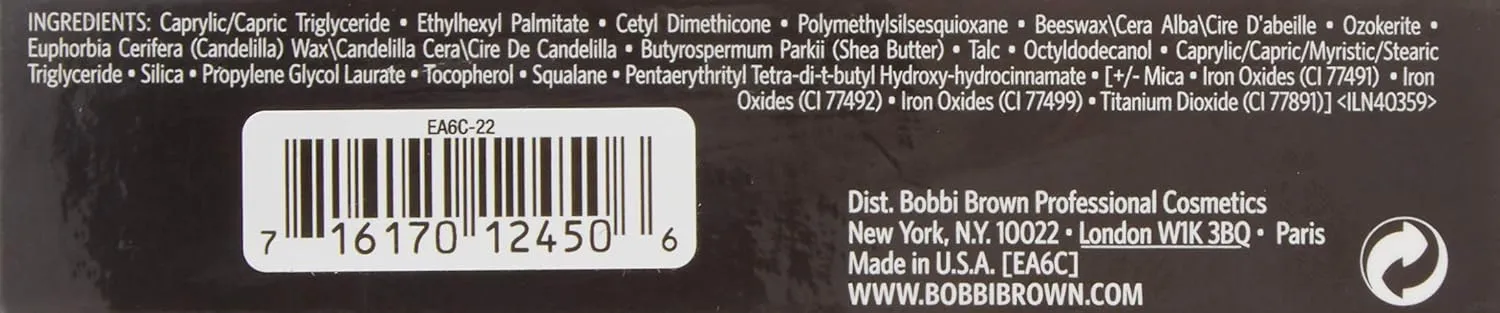 INGREDIENTS: Caprylic/Capric Triglyceride • Ethylhexyl Palmitate • Cetyl Dimethicone • Polymethylsilsesquioxane • Beeswax\Cera Alba\Cire D'abeille • Ozokerite •
Euphorbia Cerifera (Candelilla) Wax\Candelilla Cera\Cire De Candelilla • Butyrospermum Parkii (Shea Butter) • Talc • Octyldodecanol • Caprylic/Capric/Myristic/Stearic
Triglyceride • Silica • Propylene Glycol Laurate • Tocopherol • Squalane • Pentaerythrityl Tetra-di-t-butyl Hydroxy-hydrocinnamate • [+/- Mica • Iron Oxides (CI 77491) • Iron
Oxides (CI 77492) • Iron Oxides (CI 77499) • Titanium Dioxide (CI 77891)] <ILN40359>
EA6C-22
7 16170 12450 6
Dist. Bobbi Brown Professional Cosmetics
New York, N.Y. 10022 • London W1K 3BQ • Paris
Made in U.S.A. [EA6C]
WWW.BOBBIBROWN.COM